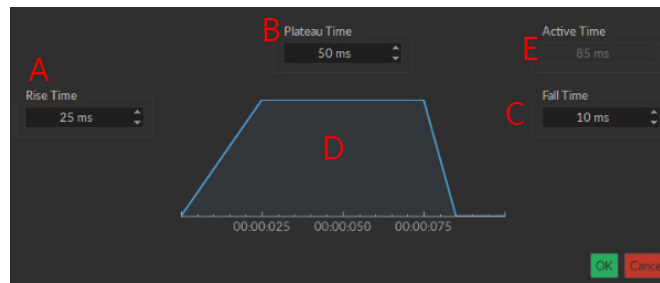 B Plateau Time
50 ms
Active Time
E 85 ms
A
Rise Time
25 ms
Fall Time
C 10 ms
D
00:00:025 00:00:050 00:00:075
OK Cance